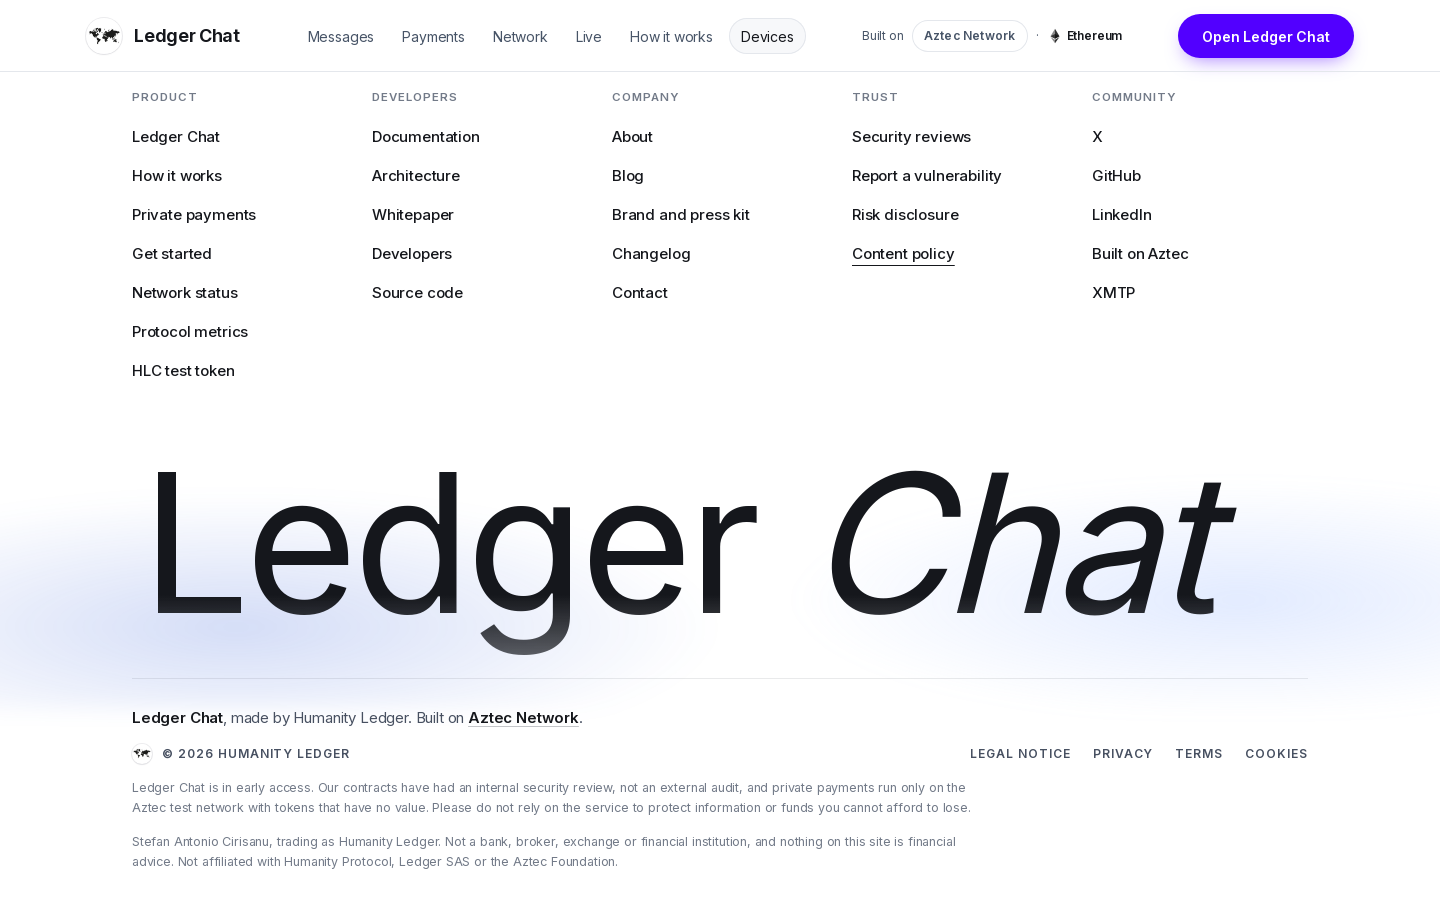 Ledger Chat
Messages
Payments
Network
Live
How it works
Devices
Built on Aztec Network · Ethereum
Open Ledger Chat
PRODUCT
Ledger Chat
How it works
Private payments
Get started
Network status
Protocol metrics
HLC test token
DEVELOPERS
Documentation
Architecture
Whitepaper
Developers
Source code
COMPANY
About
Blog
Brand and press kit
Changelog
Contact
TRUST
Security reviews
Report a vulnerability
Risk disclosure
Content policy
COMMUNITY
X
GitHub
LinkedIn
Built on Aztec
XMTP
Ledger Chat
Ledger Chat, made by Humanity Ledger. Built on Aztec Network.
© 2026 HUMANITY LEDGER
LEGAL NOTICE
PRIVACY
TERMS
COOKIES
Ledger Chat is in early access. Our contracts have had an internal security review, not an external audit, and private payments run only on the
Aztec test network with tokens that have no value. Please do not rely on the service to protect information or funds you cannot afford to lose.
Stefan Antonio Cirisanu, trading as Humanity Ledger. Not a bank, broker, exchange or financial institution, and nothing on this site is financial
advice. Not affiliated with Humanity Protocol, Ledger SAS or the Aztec Foundation.